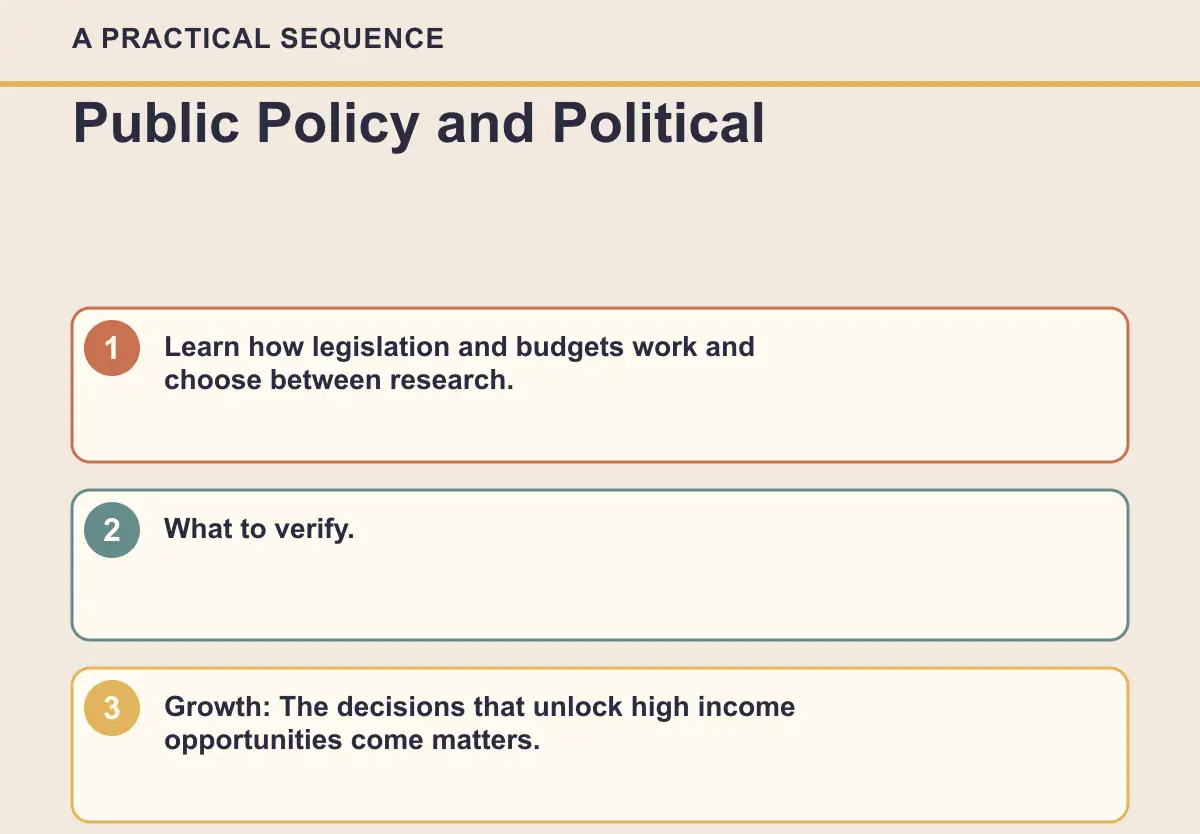 A PRACTICAL SEQUENCE
Public Policy and Political
1
Learn how legislation and budgets work and
choose between research.
2
What to verify.
3
Growth: The decisions that unlock high income
opportunities come matters.